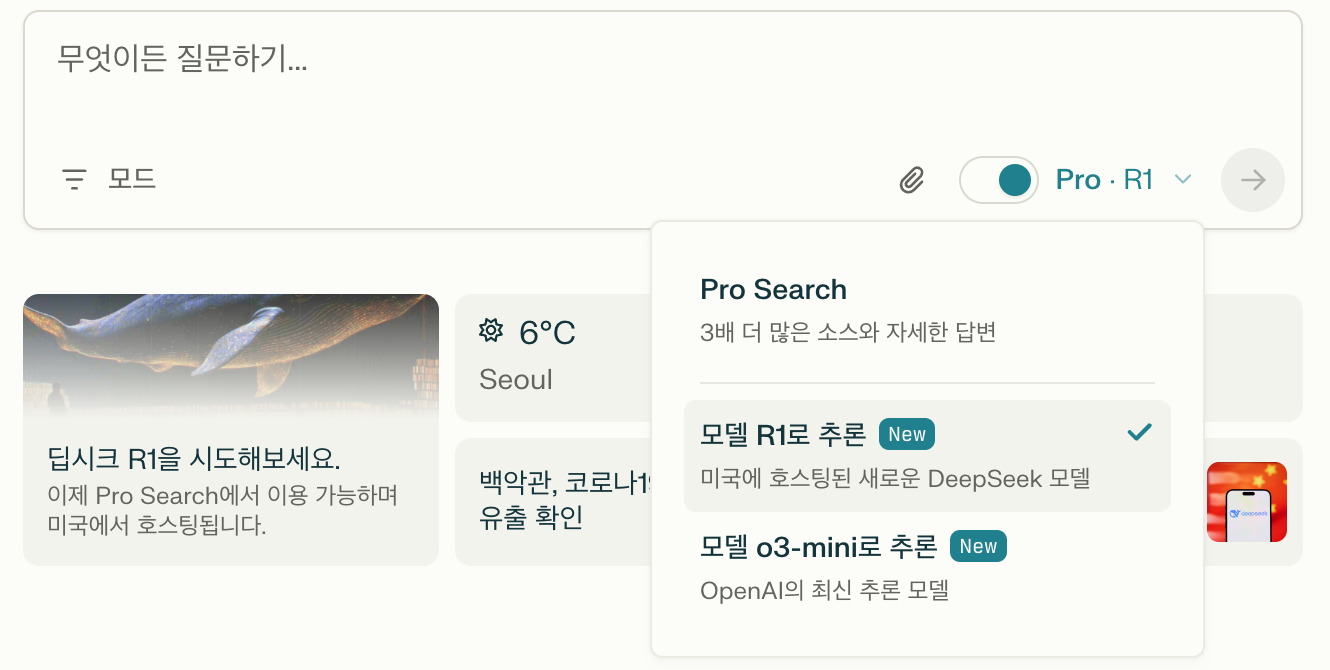 무엇이든 질문하기...
모드
Pro · R1
Pro Search
3배 더 많은 소스와 자세한 답변
모델 R1로 추론 New
미국에 호스팅된 새로운 DeepSeek 모델
모델 o3-mini로 추론 New
OpenAI의 최신 추론 모델
딥시크 R1을 시도해보세요.
이제 Pro Search에서 이용 가능하며
미국에서 호스팅됩니다.
6°C
Seoul
백악관, 코로나19
유출 확인
deepseek